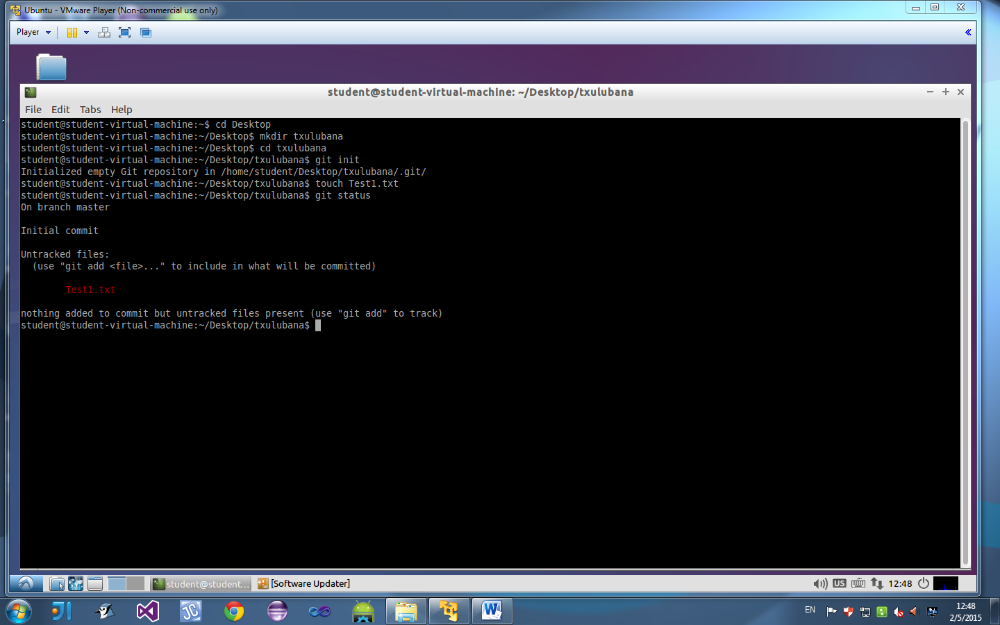 Ubuntu - VMware Player (Non-commercial use only)
Player
student@student-virtual-machine: ~/Desktop/txulubana
File Edit Tabs Help
student@student-virtual-machine:~$ cd Desktop
student@student-virtual-machine:~/Desktop$ mkdir txulubana
student@student-virtual-machine:~/Desktop$ cd txulubana
student@student-virtual-machine:~/Desktop/txulubana$ git init
Initialized empty Git repository in /home/student/Desktop/txulubana/.git/
student@student-virtual-machine:~/Desktop/txulubana$ touch Test1.txt
student@student-virtual-machine:~/Desktop/txulubana$ git status
On branch master
Initial commit
Untracked files:
(use "git add <file>..." to include in what will be committed)
Test1.txt
nothing added to commit but untracked files present (use "git add" to track)
student@student-virtual-machine:~/Desktop/txulubana$
student@student... [Software Updater] US 12:48
JI JC W EN 12:48
2/5/2015